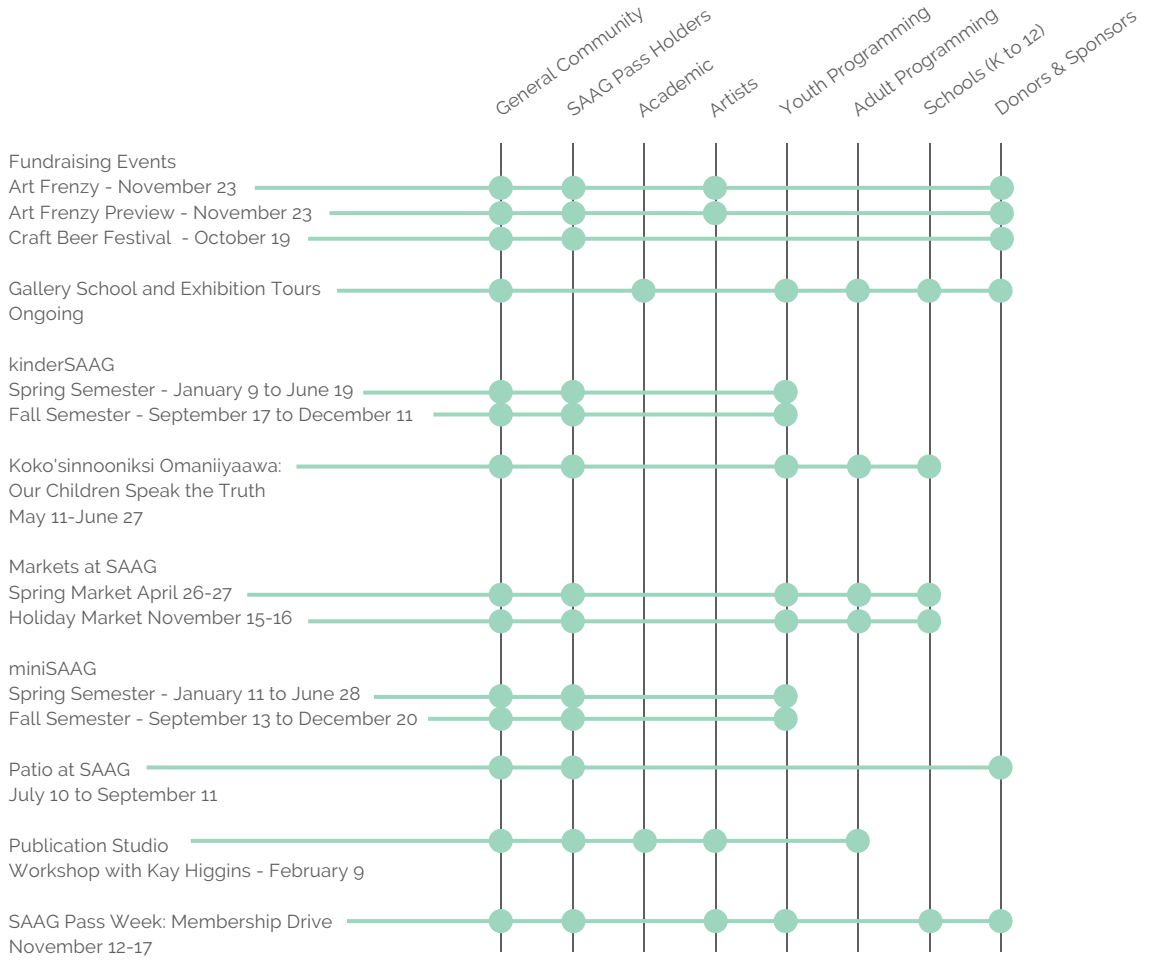 General Community
SAAG Pass Holders
Academic
Artists
Youth Programming
Adult Programming
Schools (K to 12)
Donors & Sponsors
Fundraising Events
Art Frenzy - November 23
Art Frenzy Preview - November 23
Craft Beer Festival - October 19
Gallery School and Exhibition Tours
Ongoing
kinderSAAG
Spring Semester - January 9 to June 19
Fall Semester - September 17 to December 11
Koko'sinnooniksi Omaniiyaawa:
Our Children Speak the Truth
May 11-June 27
Markets at SAAG
Spring Market April 26-27
Holiday Market November 15-16
miniSAAG
Spring Semester - January 11 to June 28
Fall Semester - September 13 to December 20
Patio at SAAG
July 10 to September 11
Publication Studio
Workshop with Kay Higgins - February 9
SAAG Pass Week: Membership Drive
November 12-17